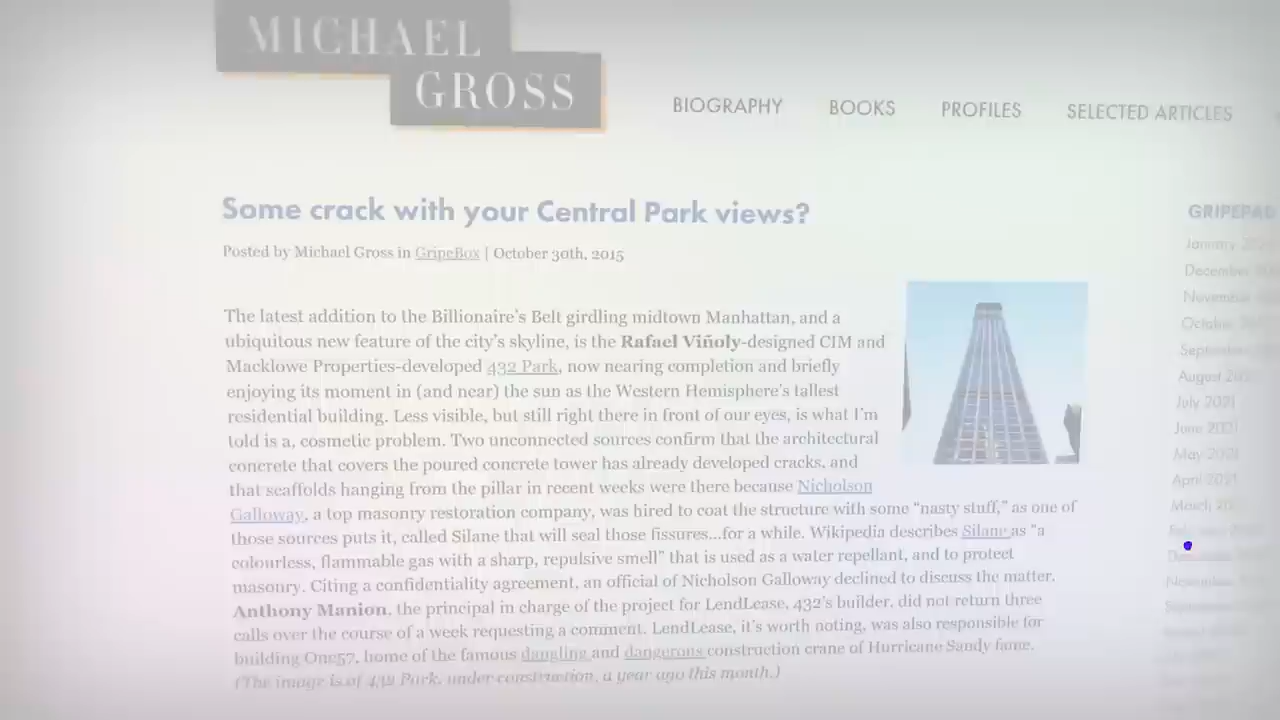 MICHAEL
GROSS
BIOGRAPHY BOOKS PROFILES SELECTED ARTICLES
Some crack with your Central Park views?
Posted by Michael Gross in GripeBox | October 30th, 2015
The latest addition to the Billionaire's Belt girdling midtown Manhattan, and a
ubiquitous new feature of the city's skyline, is the Rafael Viñoly-designed CIM and
Macklowe Properties-developed 432 Park, now nearing completion and briefly
enjoying its moment in (and near) the sun as the Western Hemisphere's tallest
residential building. Less visible, but still right there in front of our eyes, is what I'm
told is a, cosmetic problem. Two unconnected sources confirm that the architectural
concrete that covers the poured concrete tower has already developed cracks, and
that scaffolds hanging from the pillar in recent weeks were there because Nicholson
Galloway, a top masonry restoration company, was hired to coat the structure with some "nasty stuff," as one of
those sources puts it, called Silane that will seal those fissures...for a while. Wikipedia describes Silane as "a
colourless, flammable gas with a sharp, repulsive smell" that is used as a water repellant, and to protect
masonry. Citing a confidentiality agreement, an official of Nicholson Galloway declined to discuss the matter.
Anthony Manion, the principal in charge of the project for LendLease, 432's builder, did not return three
calls over the course of a week requesting a comment. LendLease, it's worth noting, was also responsible for
building One57, home of the famous dangling and dangerous construction crane of Hurricane Sandy fame.
(The image is of 432 Park, under construction, a year ago this month.)
GRIPEPAD
January
December
November
October
September
August
July 2021
June 2021
May 2021
April 2021
March